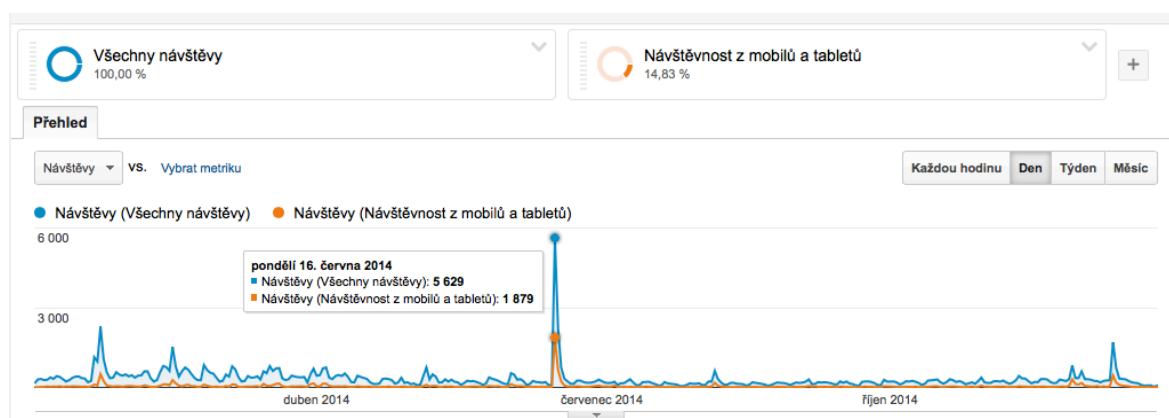 Všechny návštěvy
100,00 %
Návštěvnost z mobilů a tabletů
14,83 %
+
Přehled
Návštěvy VS. Vybrat metriku
Každou hodinu Den Týden Měsíc
Návštěvy (Všechny návštěvy) Návštěvy (Návštěvnost z mobilů a tabletů)
6 000
pondělí 16. června 2014
Návštěvy (Všechny návštěvy): 5 629
Návštěvy (Návštěvnost z mobilů a tabletů): 1 879
3 000
duben 2014 červenec 2014 říjen 2014